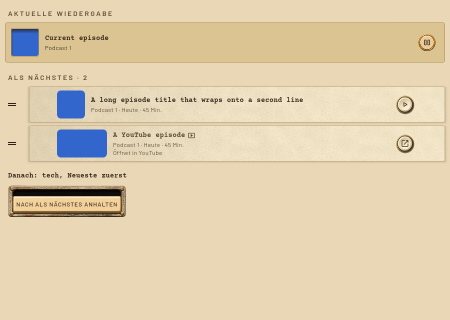 AKTUELLE WIEDERGABE
Current episode
Podcast 1
ALS NÄCHSTES · 2
A long episode title that wraps onto a second line
Podcast 1 · Heute · 45 Min.
A YouTube episode
Podcast 1 · Heute · 45 Min.
Öffnet in YouTube
Danach: tech, Neueste zuerst
NACH ALS NÄCHSTES ANHALTEN